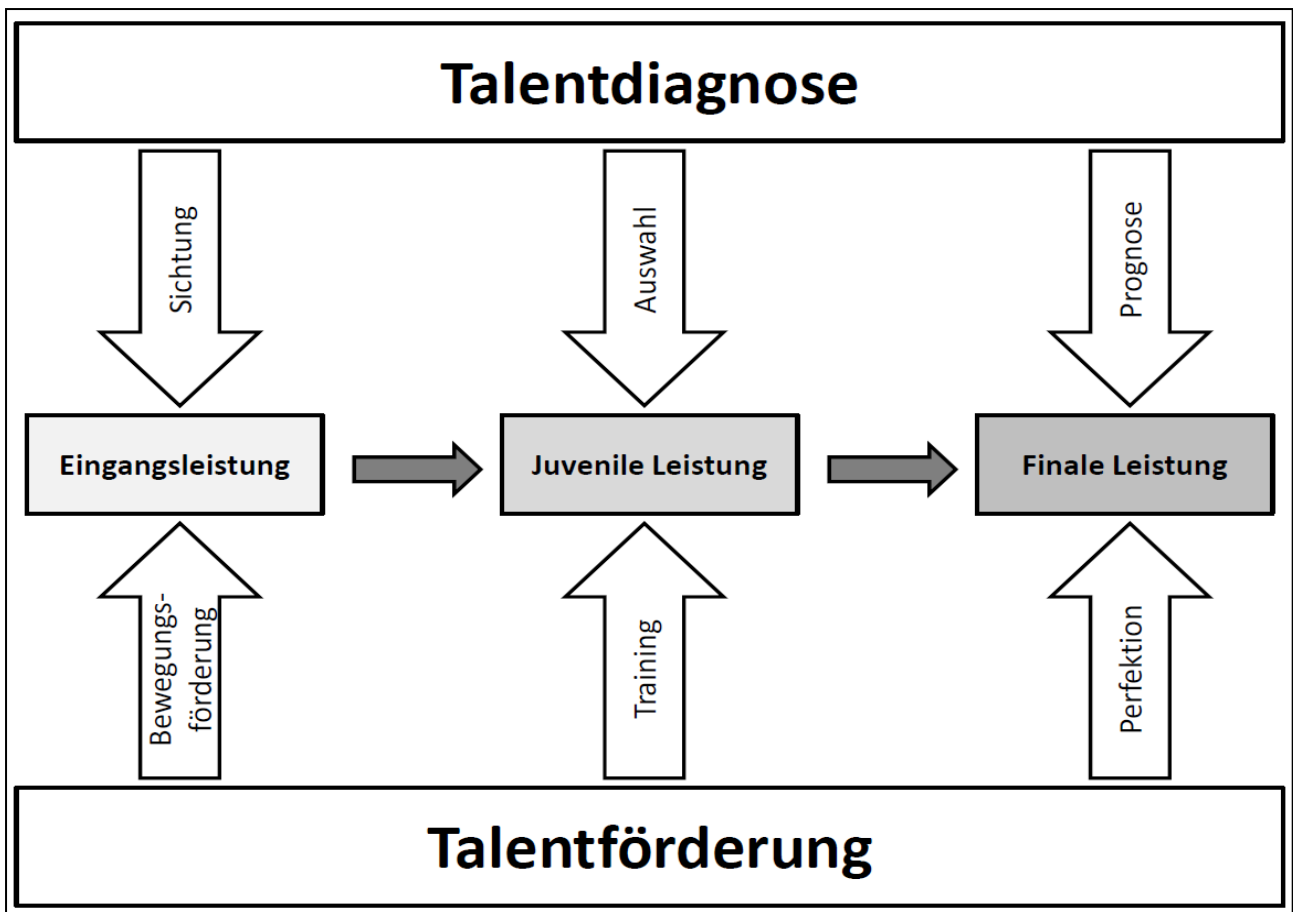 Talentdiagnose
Sichtung
Auswahl
Prognose
Eingangsleistung
Juvenile Leistung
Finale Leistung
Bewegungs-
förderung
Training
Perfektion
Talentförderung